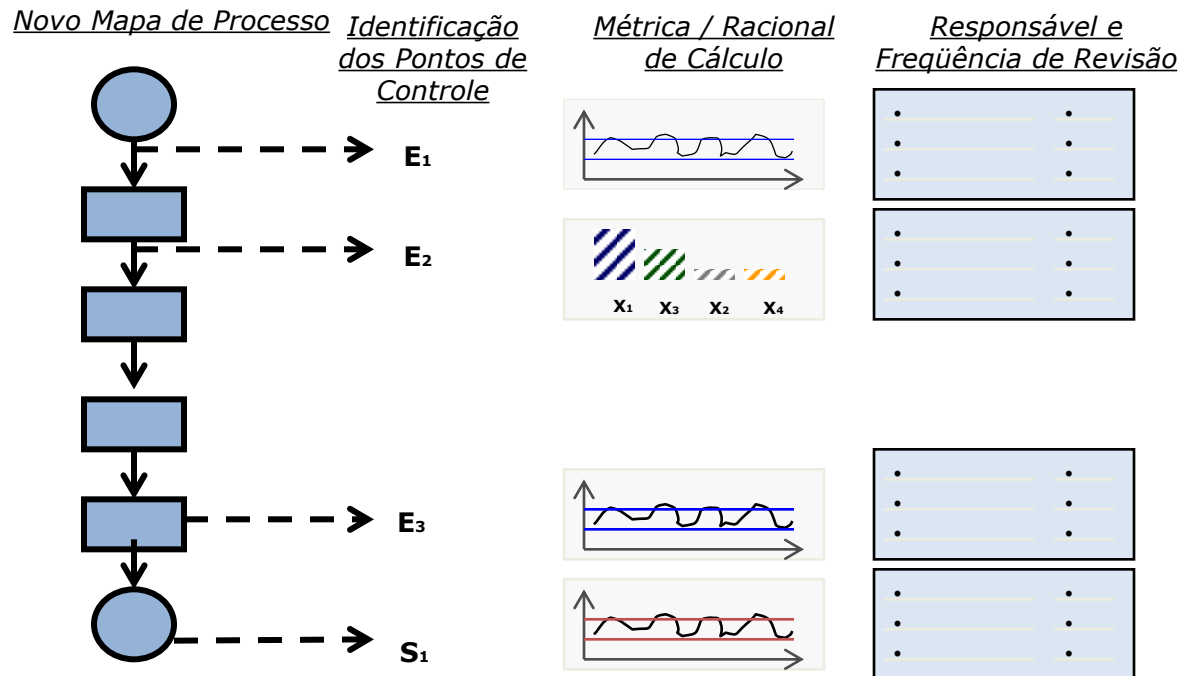 Novo Mapa de Processo
Identificação
dos Pontos de
Controle
Métrica / Racional
de Cálculo
Responsável e
Freqüência de Revisão
E₁
E₂
X₁ X₃ X₂ X₄
E₃
S₁